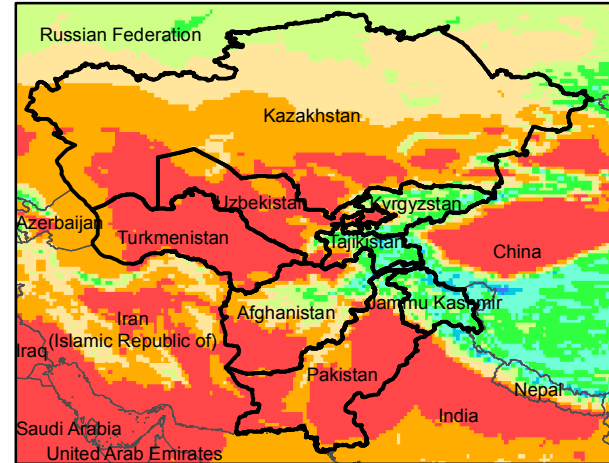 Russian Federation
Kazakhstan
Uzbekistan
Kyrgyzstan
Azerbaijan
Turkmenistan
Tajikistan
China
Afghanistan
Jammu Kashmir
Iran
(Islamic Republic of)
Iraq
Pakistan
Nepal
Saudi Arabia
India
United Arab Emirates